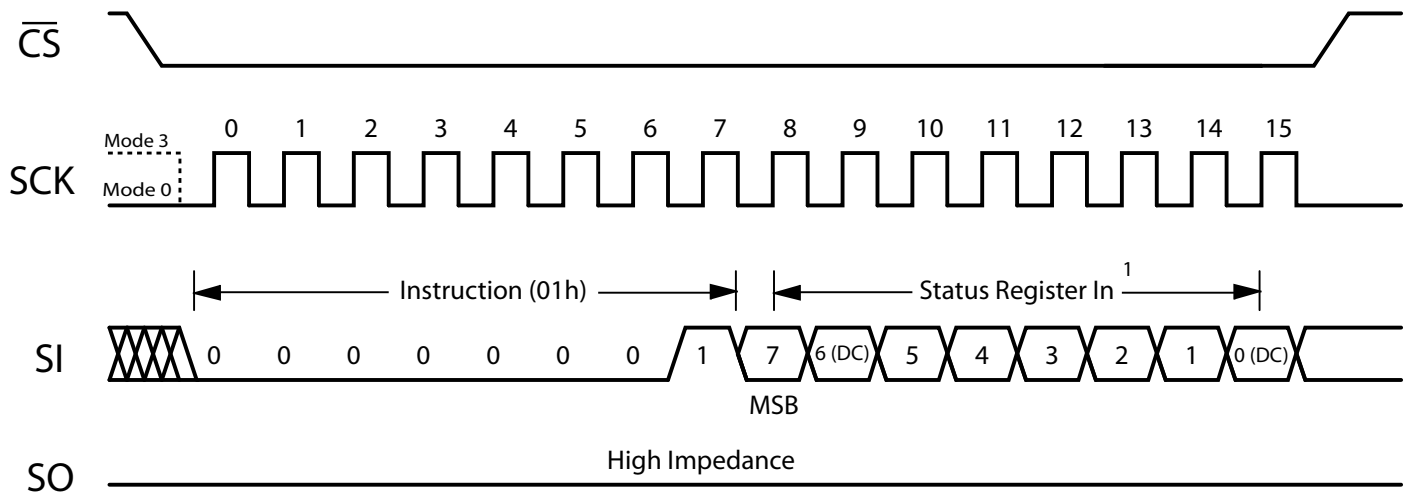 CS
Mode 3
0 1 2 3 4 5 6 7 8 9 10 11 12 13 14 15
SCK
Mode 0
Instruction (01h)
Status Register In 1
SI
0 0 0 0 0 0 0 1 7 6 (DC) 5 4 3 2 1 0 (DC)
MSB
SO
High Impedance